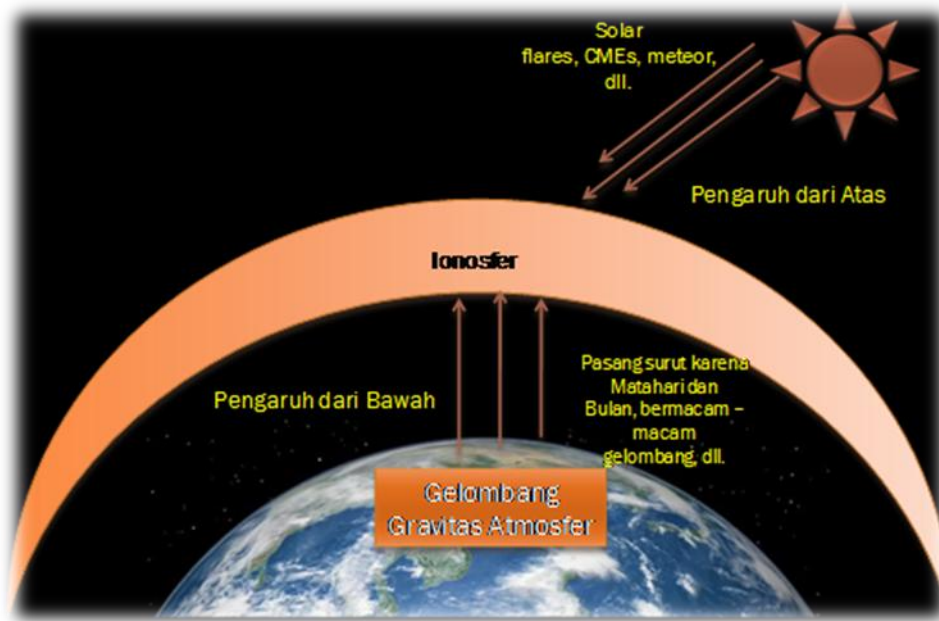 Solar
flares, CMEs, meteor,
dll.
Pengaruh dari Atas
Ionosfer
Pengaruh dari Bawah
Pasang surut karena
Matahari dan
Bulan, bermacam –
macam
gelombang, dll.
Gelombang
Gravitas Atmosfer